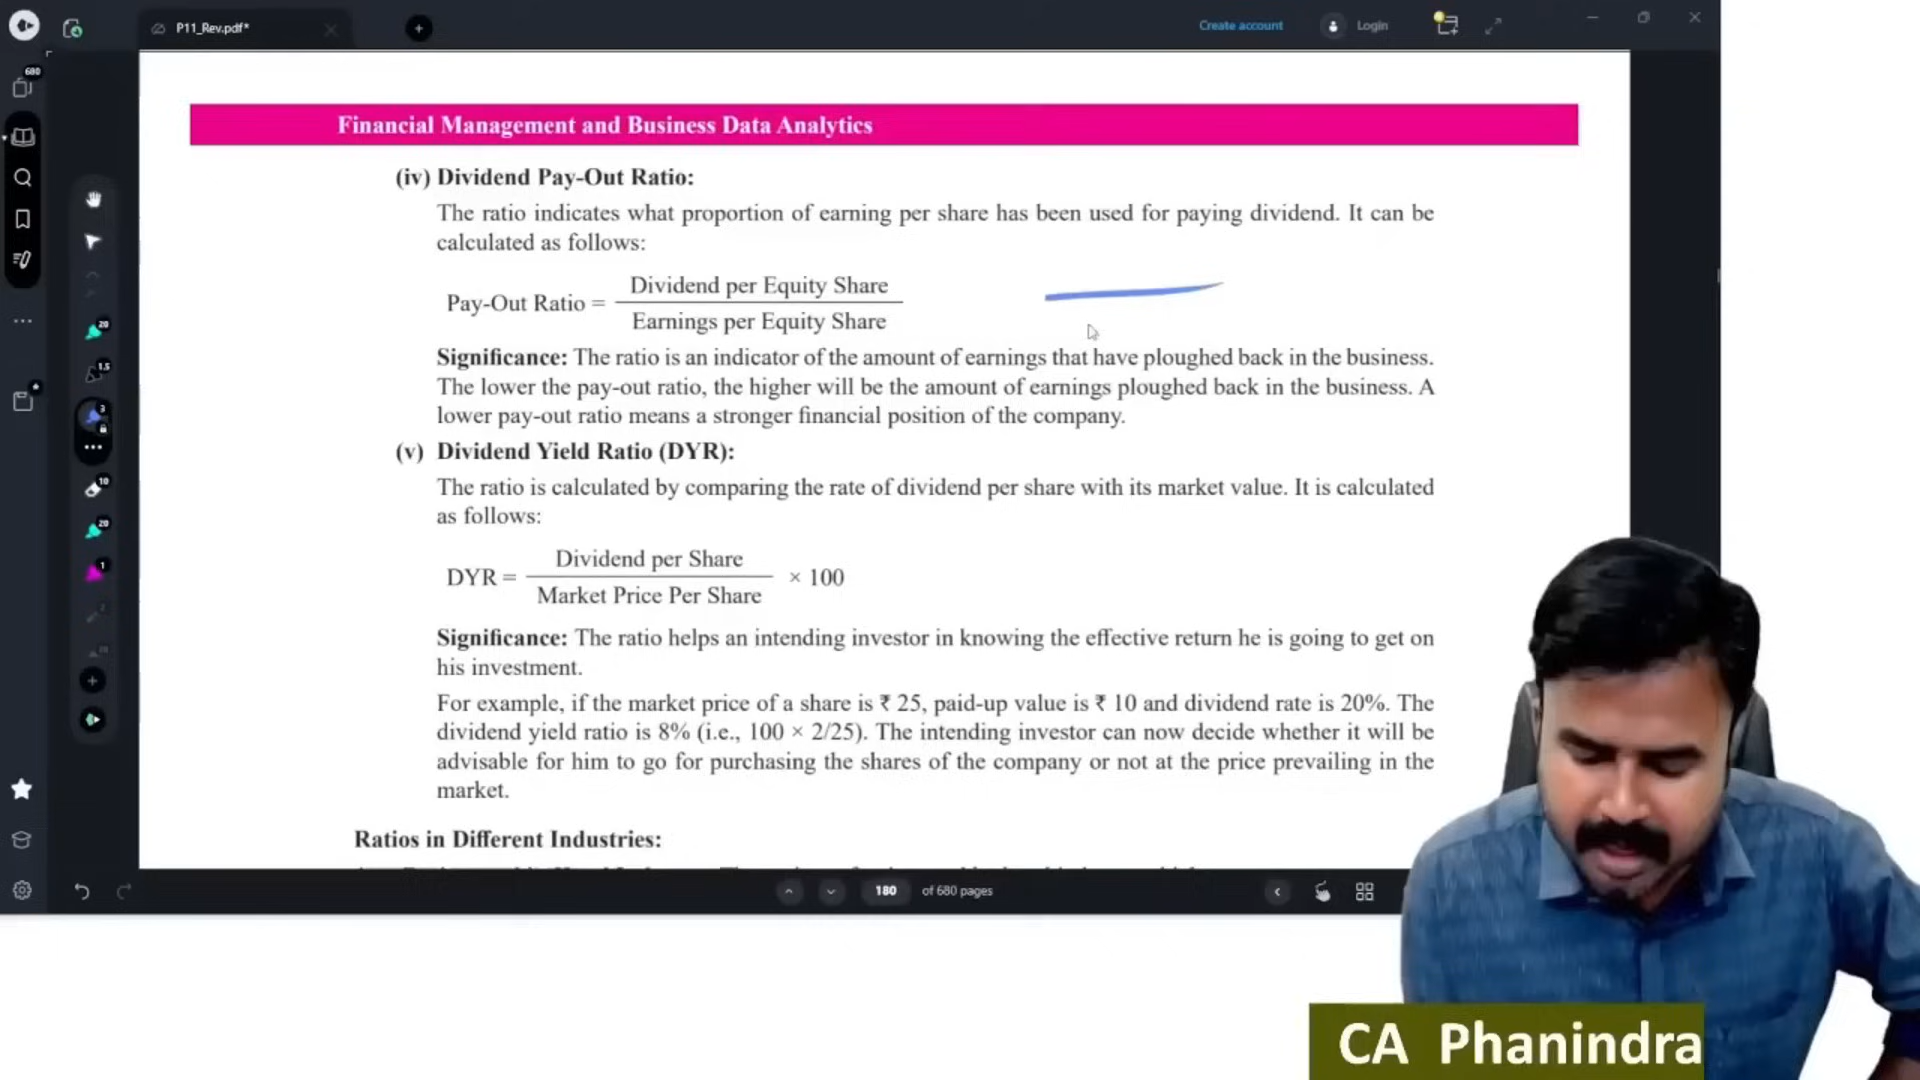 P11_Rev.pdf*
Create account
Login
680
Financial Management and Business Data Analytics
(iv) Dividend Pay-Out Ratio:
The ratio indicates what proportion of earning per share has been used for paying dividend. It can be
calculated as follows:
Pay-Out Ratio = Dividend per Equity Share
Earnings per Equity Share
Significance: The ratio is an indicator of the amount of earnings that have ploughed back in the business.
The lower the pay-out ratio, the higher will be the amount of earnings ploughed back in the business. A
lower pay-out ratio means a stronger financial position of the company.
(v) Dividend Yield Ratio (DYR):
The ratio is calculated by comparing the rate of dividend per share with its market value. It is calculated
as follows:
DYR = Dividend per Share × 100
Market Price Per Share
Significance: The ratio helps an intending investor in knowing the effective return he is going to get on
his investment.
For example, if the market price of a share is ₹ 25, paid-up value is ₹ 10 and dividend rate is 20%. The
dividend yield ratio is 8% (i.e., 100 × 2/25). The intending investor can now decide whether it will be
advisable for him to go for purchasing the shares of the company or not at the price prevailing in the
market.
Ratios in Different Industries:
20
1.5
3
10
20
1
180 of 680 pages
CA Phanindra